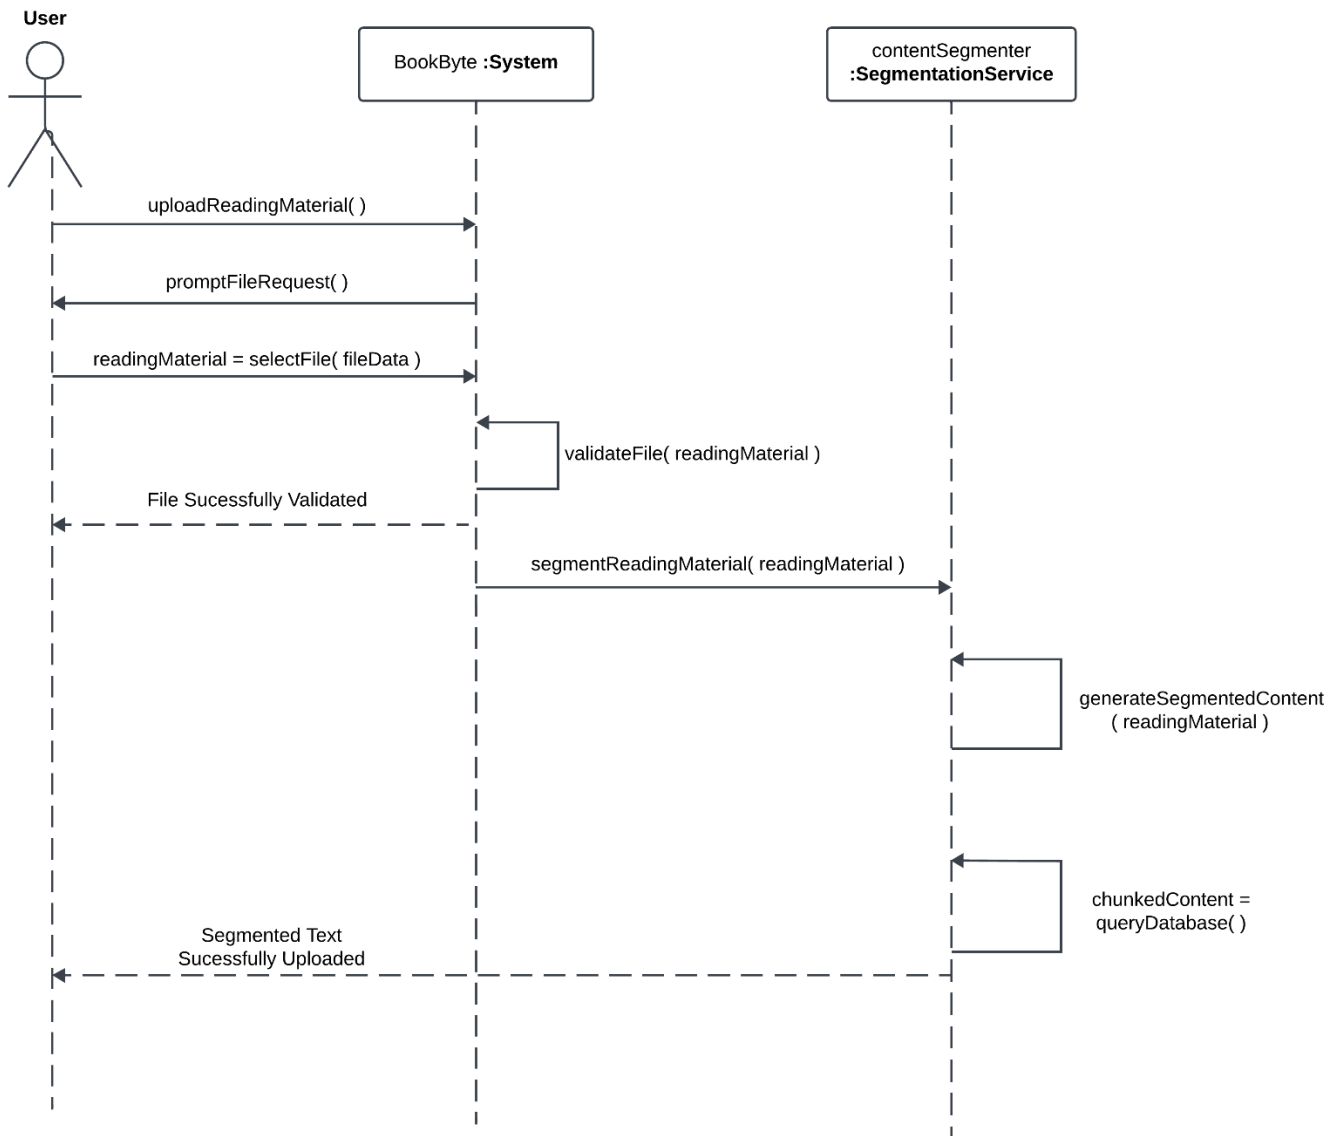 User
BookByte :System
contentSegmenter
:SegmentationService
uploadReadingMaterial( )
promptFileRequest( )
readingMaterial = selectFile( fileData )
validateFile( readingMaterial )
File Sucessfully Validated
segmentReadingMaterial( readingMaterial )
generateSegmentedContent
( readingMaterial )
chunkedContent =
queryDatabase( )
Segmented Text
Sucessfully Uploaded